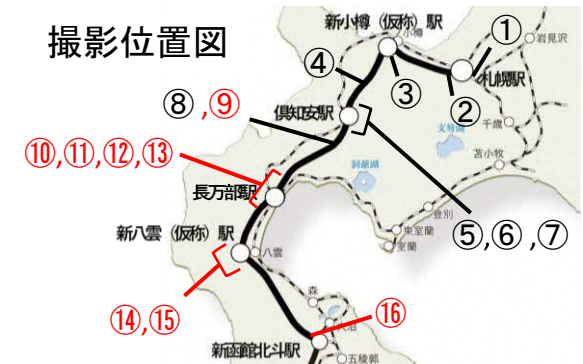 撮影位置図
新小樽（仮称）駅
小樽
①
岩見沢
④
札幌駅
③
②
⑧,⑨
倶知安駅
千歳
支笏湖
⑩,⑪,⑫,⑬
洞爺湖
苫小牧
長万部駅
登別
⑤,⑥,⑦
東室蘭
室蘭
新八雲（仮称）駅
八雲
森
⑭,⑮
⑯
大沼
新函館北斗駅
五稜郭